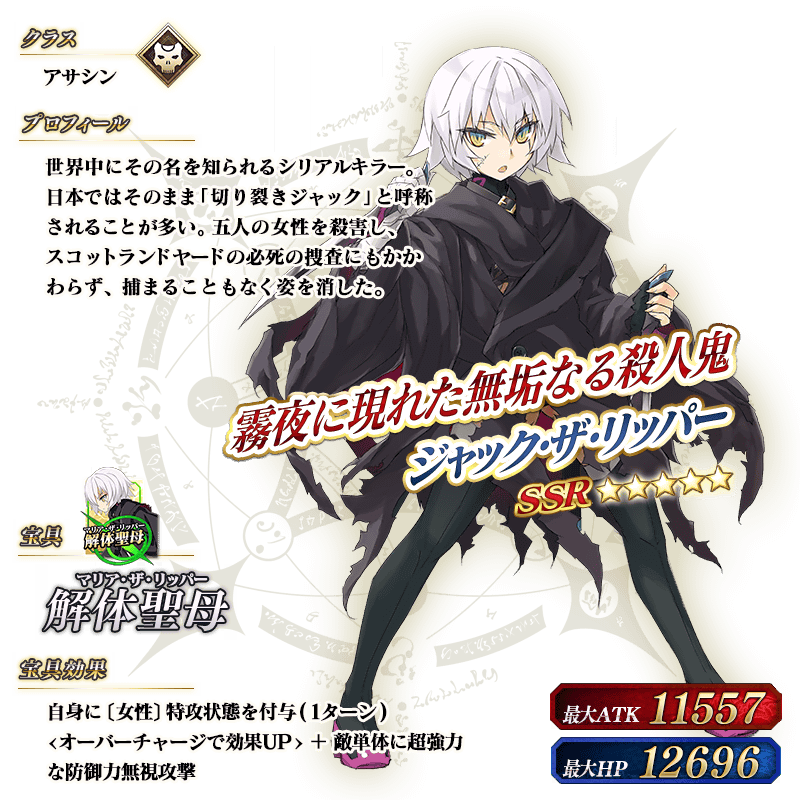 クラス
アサシン
プロフィール
世界中にその名を知られるシリアルキラー。
日本ではそのまま「切り裂きジャック」と呼称
されることが多い。五人の女性を殺害し、
スコットランドヤードの必死の捜査にもかか
わらず、捕まることもなく姿を消した。
霧夜に現れた無垢なる殺人鬼
ジャック・ザ・リッパー
SSR ☆☆☆☆☆
宝具
マリア・ザ・リッパー
解体聖母
マリア・ザ・リッパー
解体聖母
宝具効果
自身に〔女性〕特攻状態を付与(1ターン)
<オーバーチャージで効果UP> + 敵単体に超強力
な防御力無視攻撃
最大ATK 11557
最大HP 12696